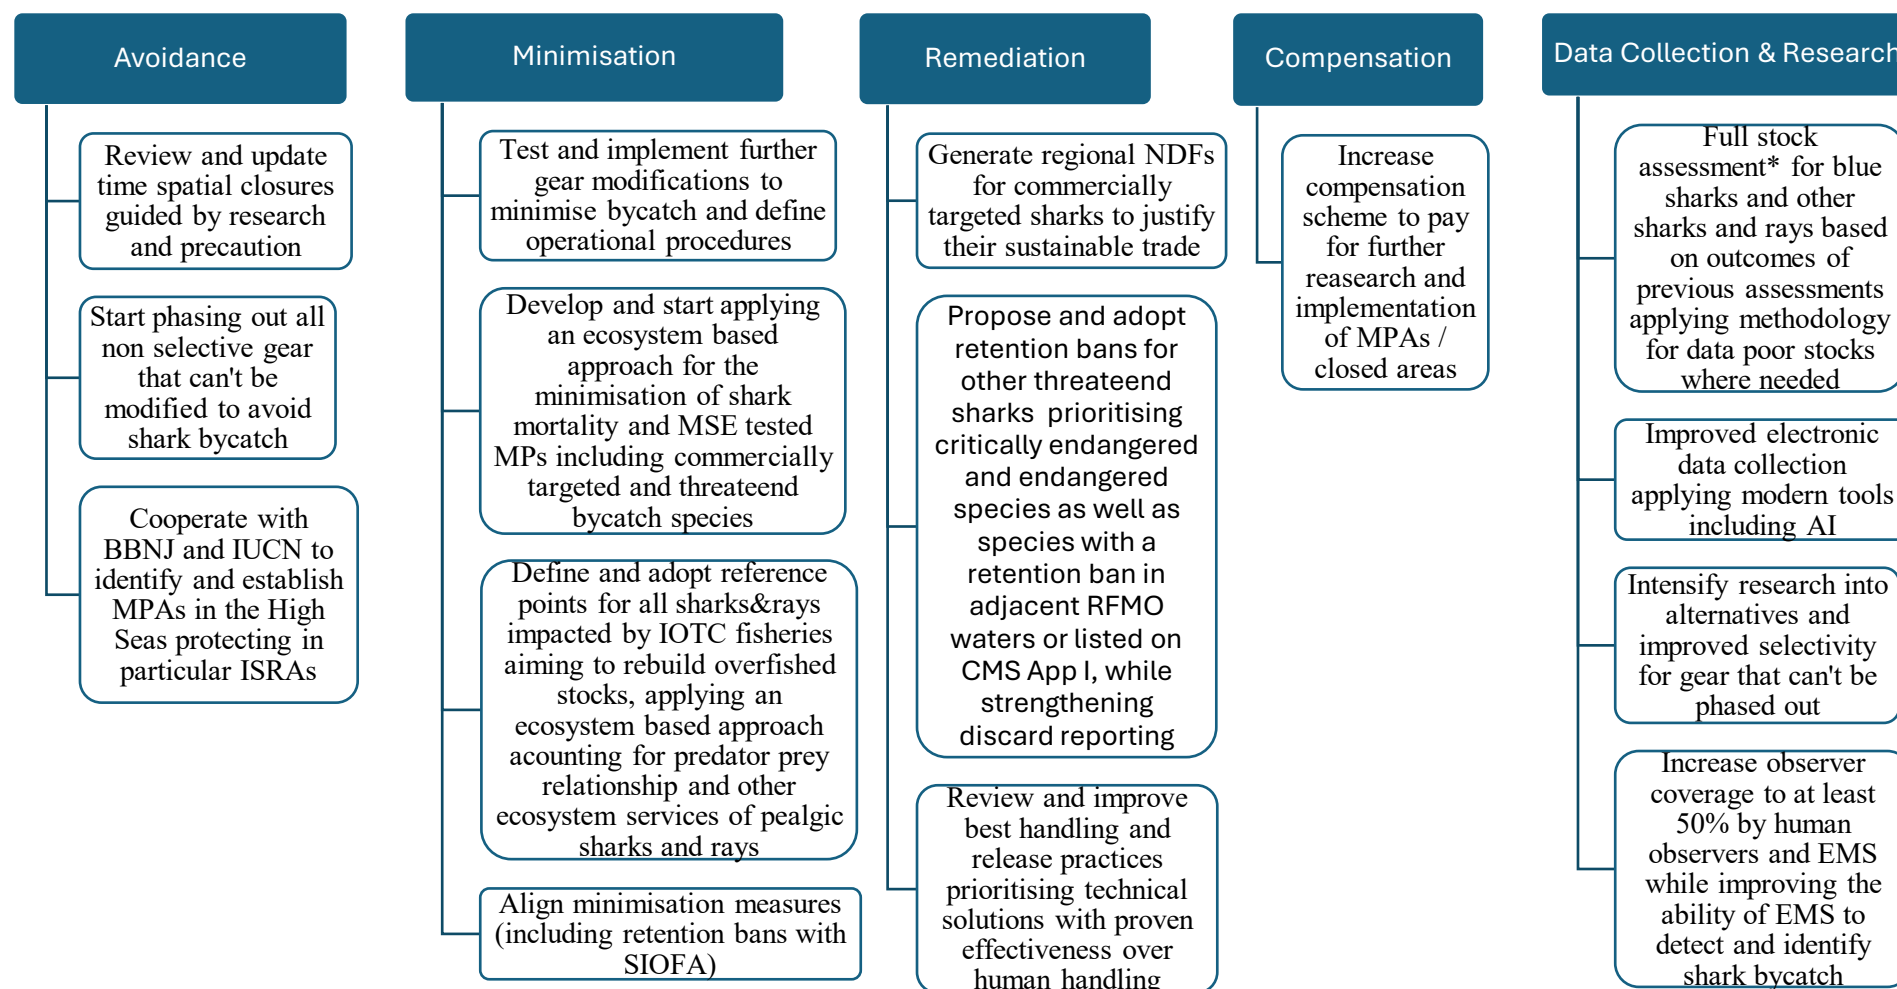 Avoidance
Review and update
time spatial closures
guided by research
and precaution
Start phasing out all
non selective gear
that can't be
modified to avoid
shark bycatch
Cooperate with
BBNJ and IUCN to
identify and establish
MPAs in the High
Seas protecting in
particular ISRAs
Minimisation
Test and implement further
gear modifications to
minimise bycatch and define
operational procedures
Develop and start applying
an ecosystem based
approach for the
minimisation of shark
mortality and MSE tested
MPs including commercially
targeted and threateend
bycatch species
Define and adopt reference
points for all sharks&rays
impacted by IOTC fisheries
aiming to rebuild overfished
stocks, applying an
ecosystem based approach
acounting for predator prey
relationship and other
ecosystem services of pealgic
sharks and rays
Align minimisation measures
(including retention bans with
SIOFA)
Remediation
Generate regional NDFs
for commercially
targeted sharks to justify
their sustainable trade
Propose and adopt
retention bans for
other threateend
sharks prioritising
critically endangered
and endangered
species as well as
species with a
retention ban in
adjacent RFMO
waters or listed on
CMS App I, while
strengthening
discard reporting
Review and improve
best handling and
release practices
prioritising technical
solutions with proven
effectiveness over
human handling
Compensation
Increase
compensation
scheme to pay
for further
reasearch and
implementation
of MPAs /
closed areas
Data Collection & Research
Full stock
assessment* for blue
sharks and other
sharks and rays based
on outcomes of
previous assessments
applying methodology
for data poor stocks
where needed
Improved electronic
data collection
applying modern tools
including AI
Intensify research into
alternatives and
improved selectivity
for gear that can't be
phased out
Increase observer
coverage to at least
50% by human
observers and EMS
while improving the
ability of EMS to
detect and identify
shark bycatch